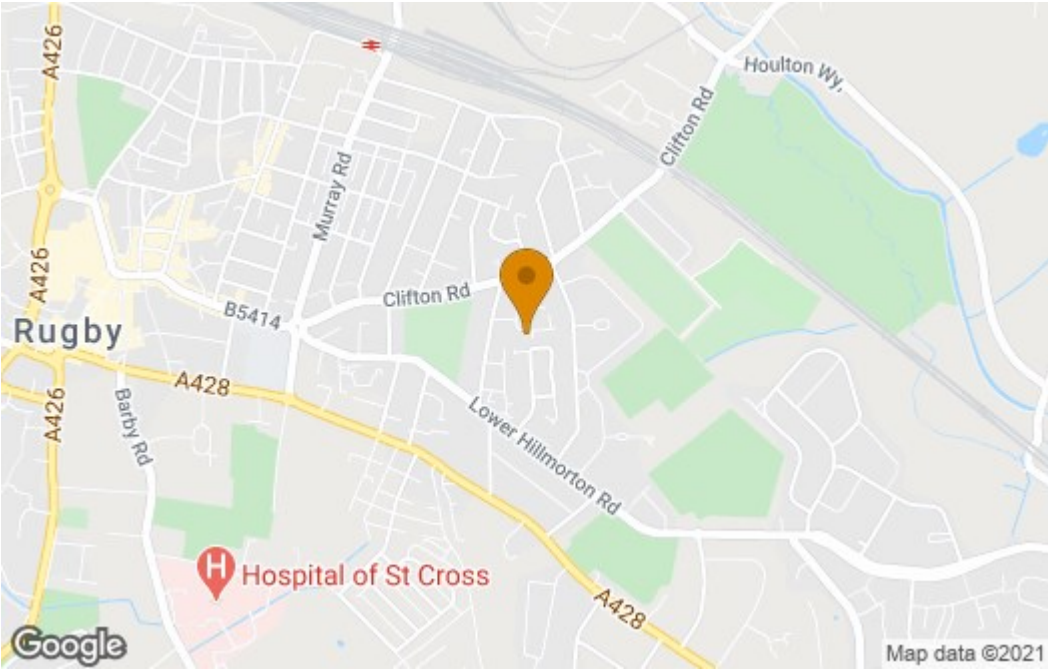 A426
Houlton Wy,
Clifton Rd
Murray Rd
A426
Clifton Rd
B5414
Rugby
A428
A426
Barby Rd
Lower Hillmorton Rd
H
Hospital of St Cross
A428
Google
Map data ©2021